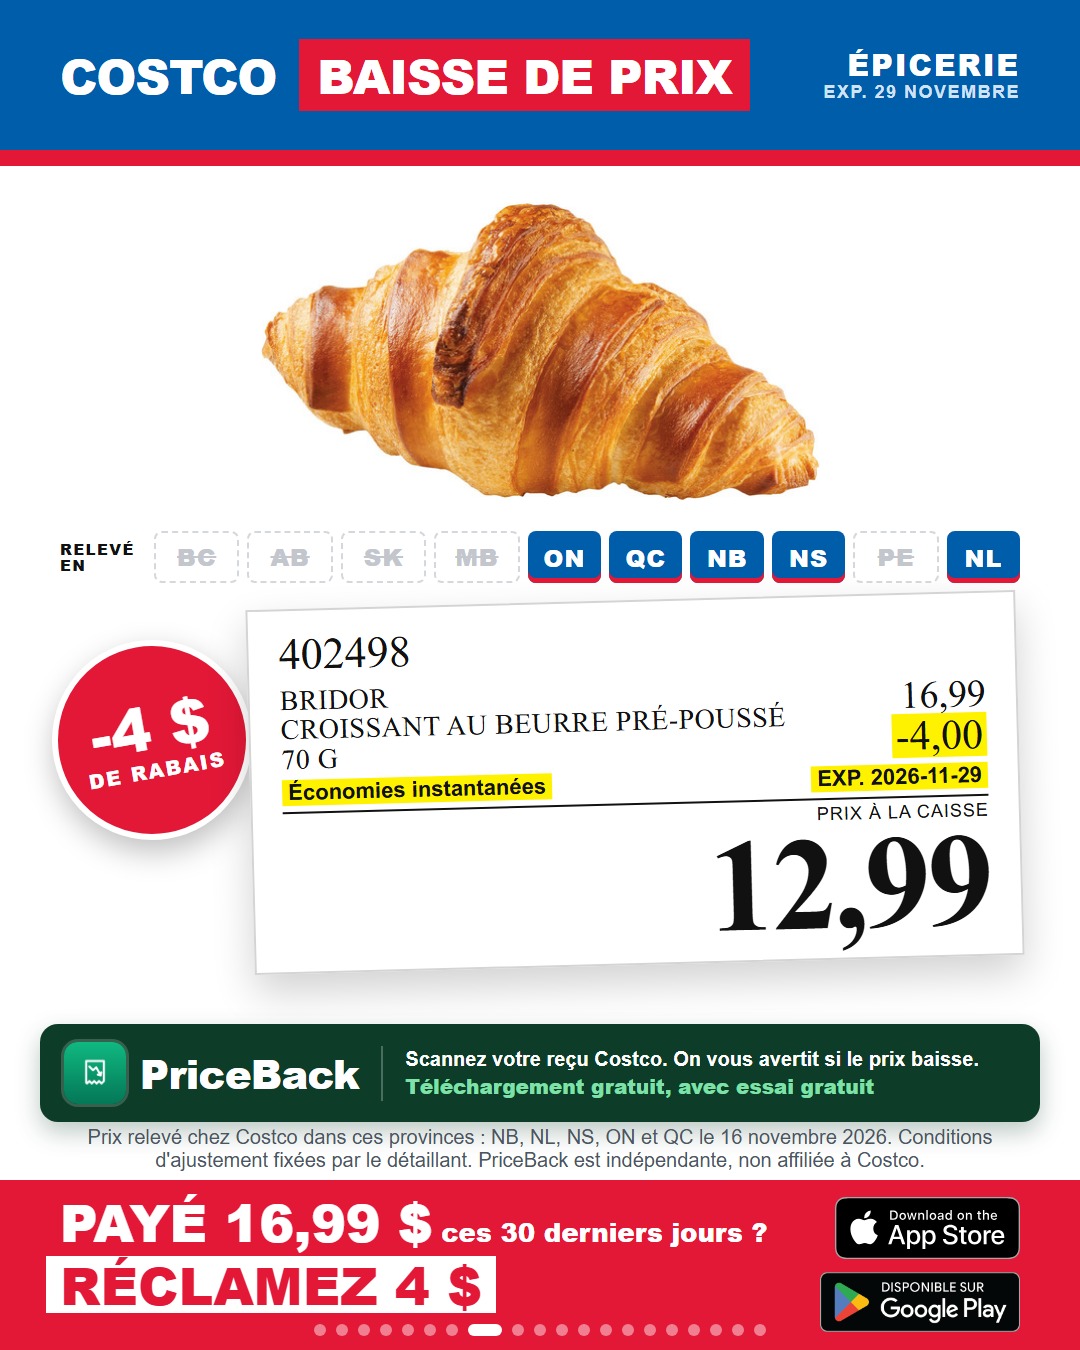 COSTCO BAISSE DE PRIX
ÉPICERIE
EXP. 29 NOVEMBRE
RELEVÉ EN
BC AB SK MB ON QC NB NS PE NL
-4 $
DE RABAIS
402498
BRIDOR
CROISSANT AU BEURRE PRÉ-POUSSÉ
70 G
16,99
-4,00
Économies instantanées
EXP. 2026-11-29
PRIX À LA CAISSE
12,99
PriceBack
Scannez votre reçu Costco. On vous avertit si le prix baisse.
Téléchargement gratuit, avec essai gratuit
Prix relevé chez Costco dans ces provinces : NB, NL, NS, ON et QC le 16 novembre 2026. Conditions
d'ajustement fixées par le détaillant. PriceBack est indépendante, non affiliée à Costco.
PAYÉ 16,99 $ ces 30 derniers jours ?
RÉCLAMEZ 4 $
Download on the
App Store
DISPONIBLE SUR
Google Play